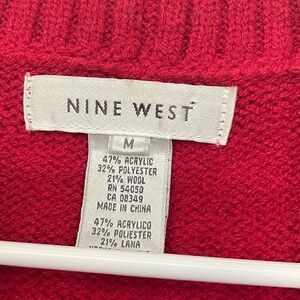 NINE WEST
M
47% ACRYLIC
32% POLYESTER
21% WOOL
RN 54050
CA 08349
MADE IN CHINA
47% ACRYLICO
32% POLIESTER
21% LANA